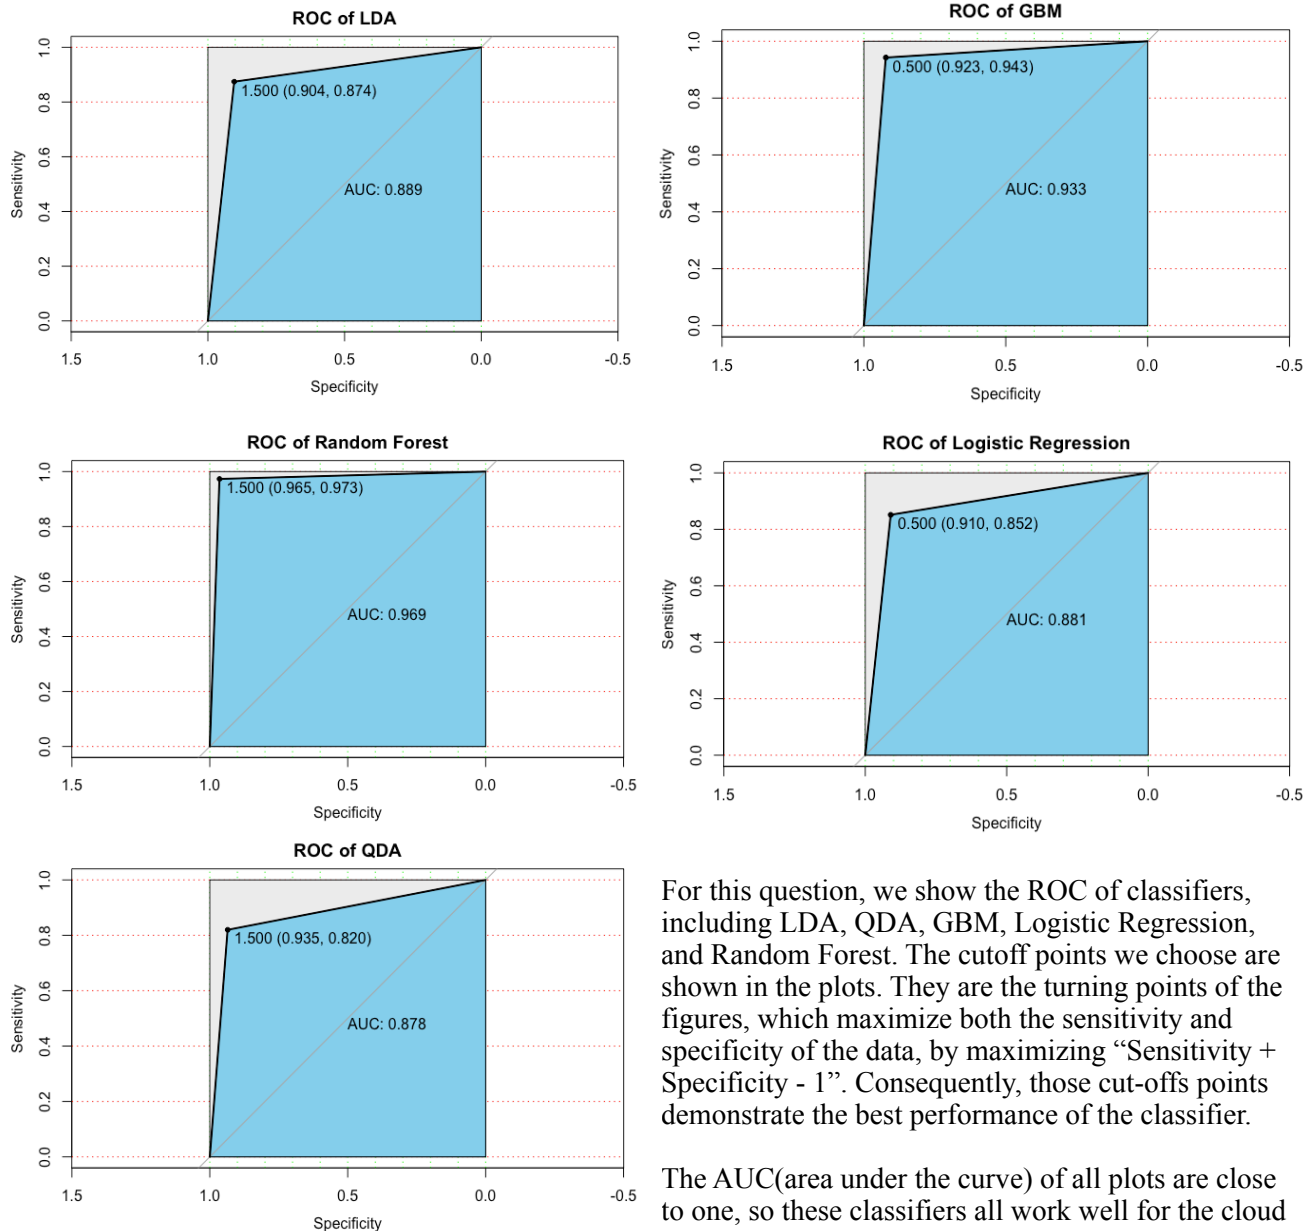 ROC of LDA
1.0
0.8
0.6
0.4
0.2
0.0
Sensitivity
1.500 (0.904, 0.874)
AUC: 0.889
1.5
1.0
0.5
0.0
-0.5
Specificity
ROC of GBM
1.0
0.8
0.6
0.4
0.2
0.0
Sensitivity
0.500 (0.923, 0.943)
AUC: 0.933
1.5
1.0
0.5
0.0
-0.5
Specificity
ROC of Random Forest
1.0
0.8
0.6
0.4
0.2
0.0
Sensitivity
1.500 (0.965, 0.973)
AUC: 0.969
1.5
1.0
0.5
0.0
-0.5
Specificity
ROC of Logistic Regression
1.0
0.8
0.6
0.4
0.2
0.0
Sensitivity
0.500 (0.910, 0.852)
AUC: 0.881
1.5
1.0
0.5
0.0
-0.5
Specificity
ROC of QDA
1.0
0.8
0.6
0.4
0.2
0.0
Sensitivity
1.500 (0.935, 0.820)
AUC: 0.878
1.5
1.0
0.5
0.0
-0.5
Specificity
For this question, we show the ROC of classifiers,
including LDA, QDA, GBM, Logistic Regression,
and Random Forest. The cutoff points we choose are
shown in the plots. They are the turning points of the
figures, which maximize both the sensitivity and
specificity of the data, by maximizing “Sensitivity +
Specificity - 1”. Consequently, those cut-offs points
demonstrate the best performance of the classifier.
The AUC(area under the curve) of all plots are close
to one, so these classifiers all work well for the cloud